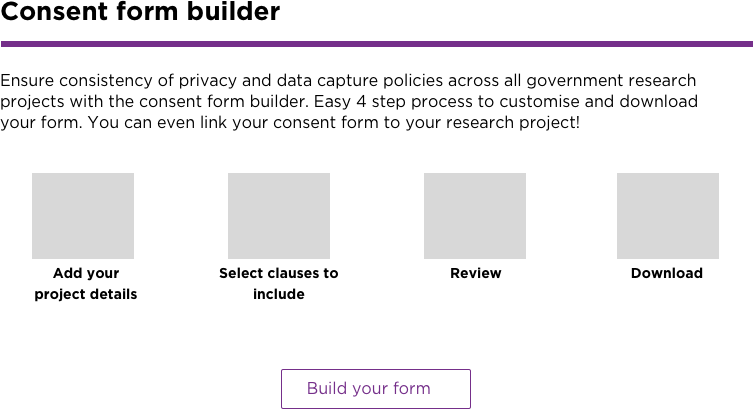 Consent form builder
Ensure consistency of privacy and data capture policies across all government research
projects with the consent form builder. Easy 4 step process to customise and download
your form. You can even link your consent form to your research project!
Add your
project details
Select clauses to
include
Review
Download
Build your form